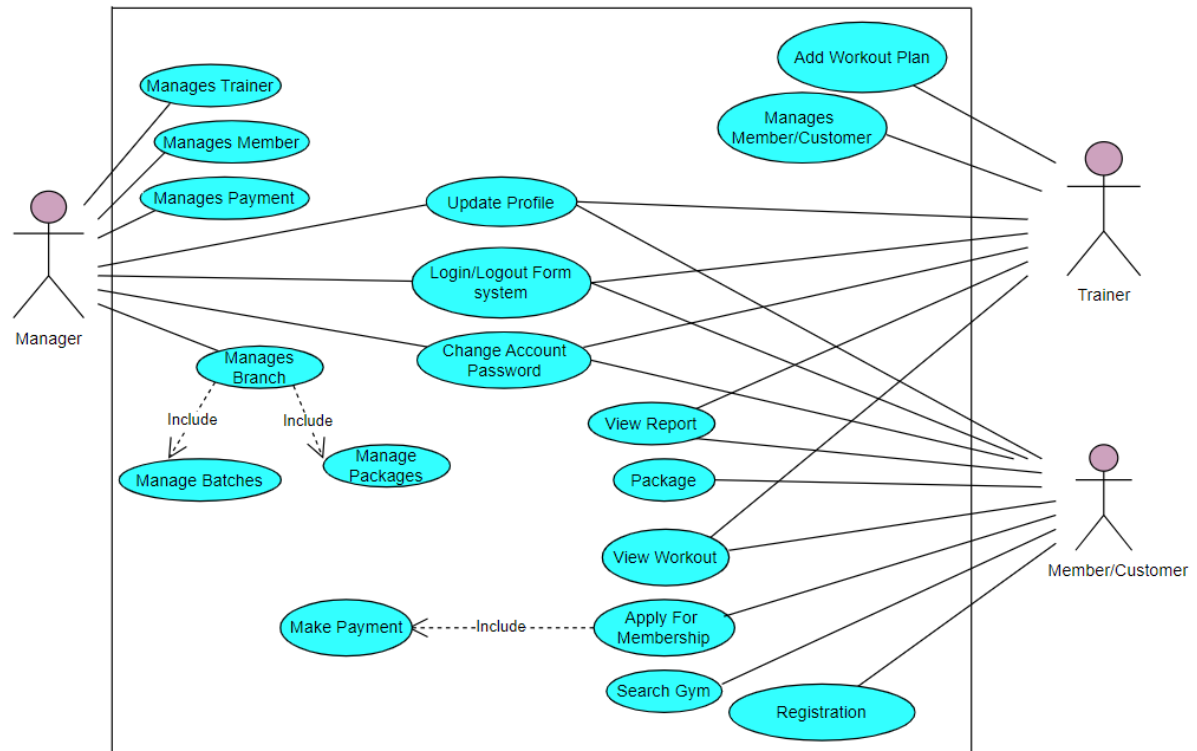 Add Workout Plan
Manages Trainer
Manages
Member/Customer
Manages Member
Manages Payment
Update Profile
Login/Logout Form
system
Trainer
Manager
Manages
Branch
Change Account
Password
Include
Include
View Report
Manage
Packages
Manage Batches
Package
View Workout
Member/Customer
Make Payment
Include
Apply For
Membership
Search Gym
Registration